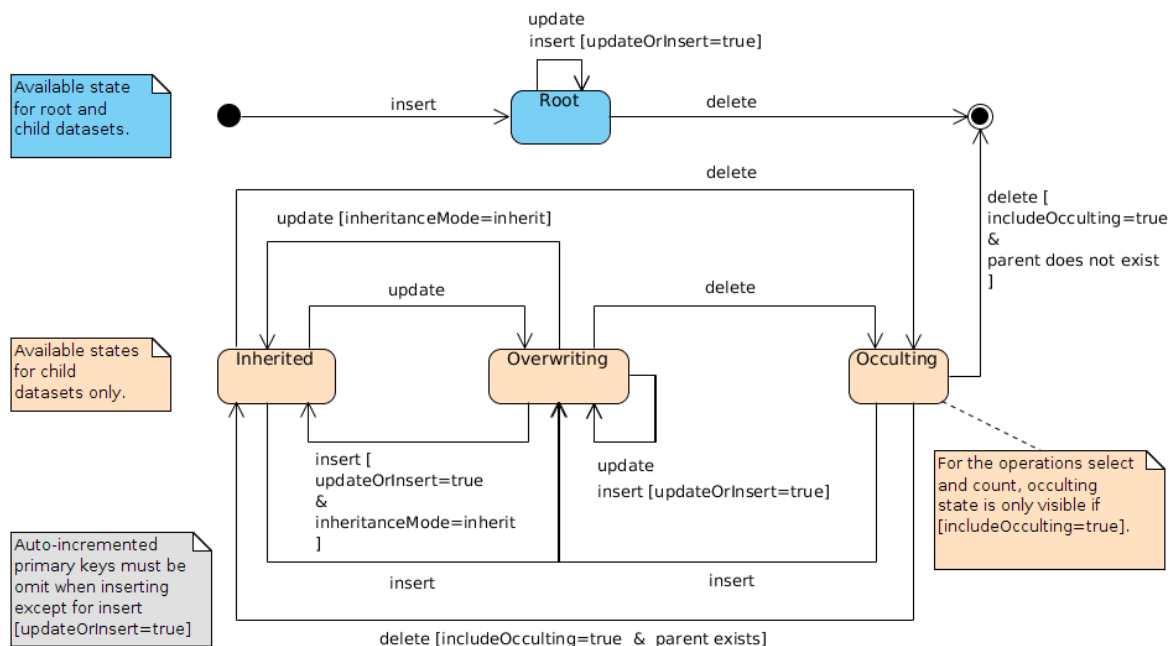 update
insert [updateOrInsert=true]
Available state
for root and
child datasets.
insert
Root
delete
delete
update [inheritanceMode=inherit]
delete [
includeOcculting=true
&
parent does not exist
]
update
delete
Available states
for child
datasets only.
Inherited
Overwriting
Occulting
insert [
updateOrInsert=true
&
inheritanceMode=inherit
]
update
insert [updateOrInsert=true]
For the operations select
and count, occulting
state is only visible if
[includeOcculting=true].
Auto-incremented
primary keys must be
omit when inserting
except for insert
[updateOrInsert=true]
insert
insert
delete [includeOcculting=true & parent exists]